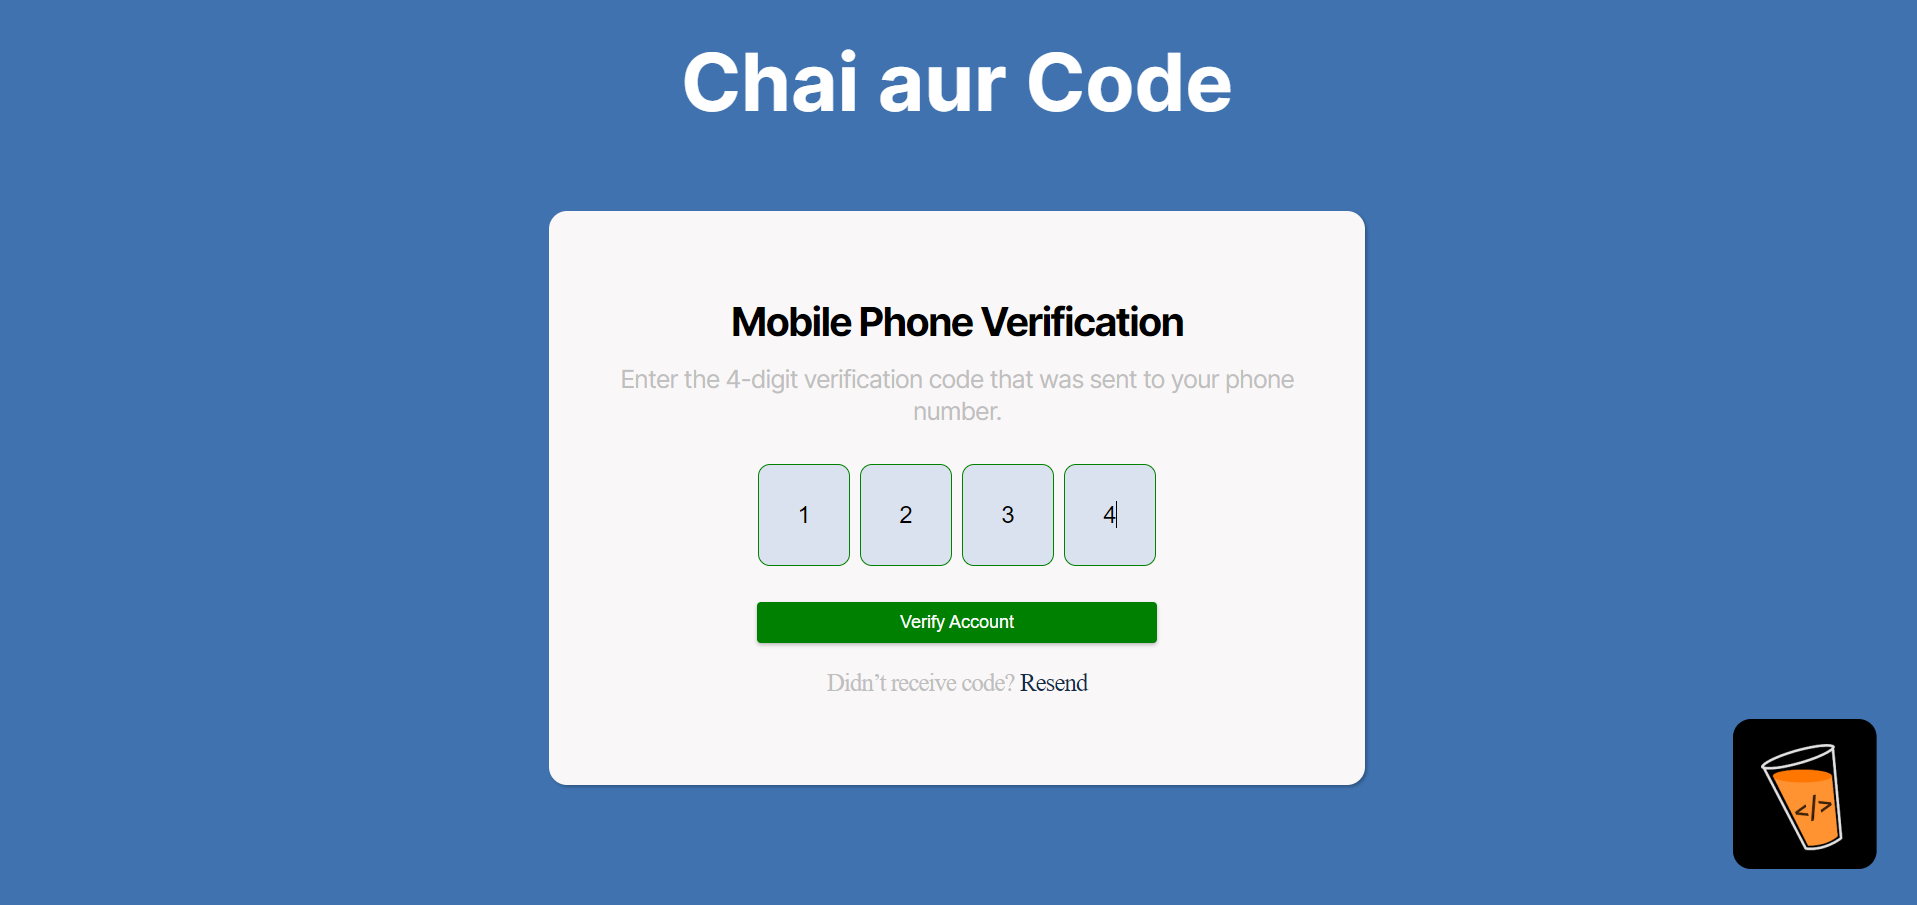 Chai aur Code
Mobile Phone Verification
Enter the 4-digit verification code that was sent to your phone
number.
1 2 3 4
Verify Account
Didn’t receive code? Resend
</>